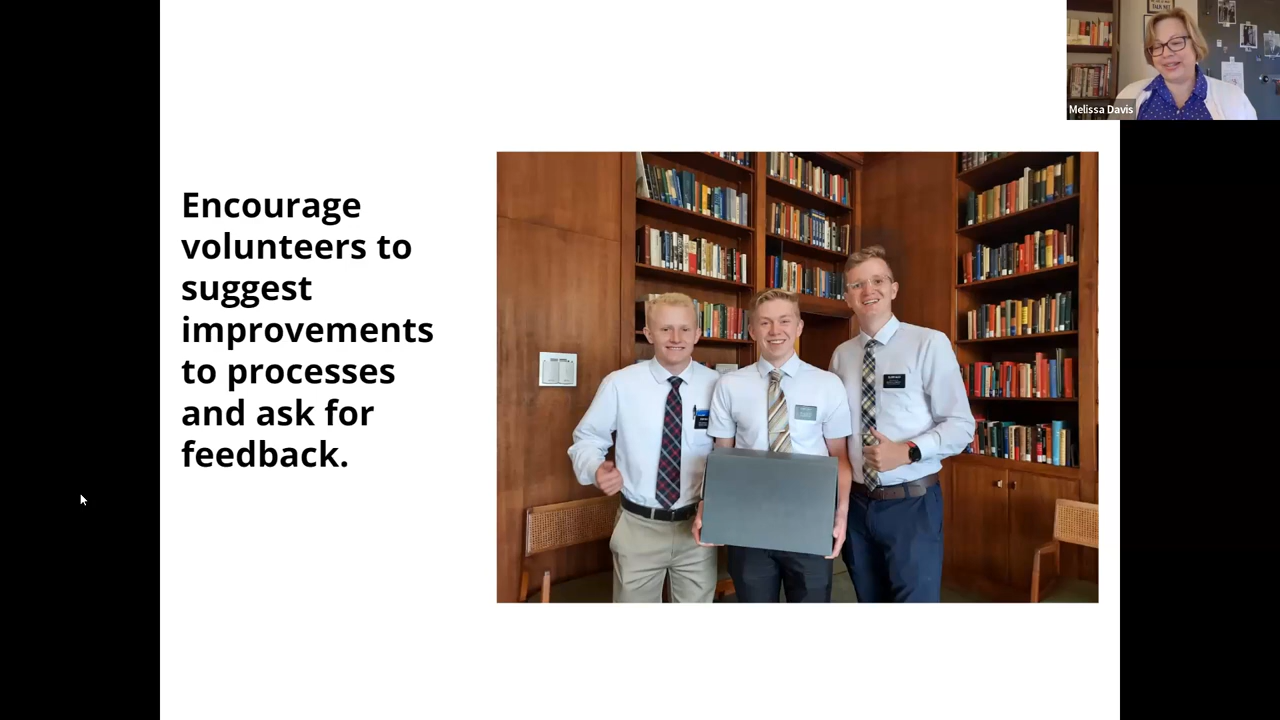 Encourage
volunteers to
suggest
improvements
to processes
and ask for
feedback.
Melissa Davis